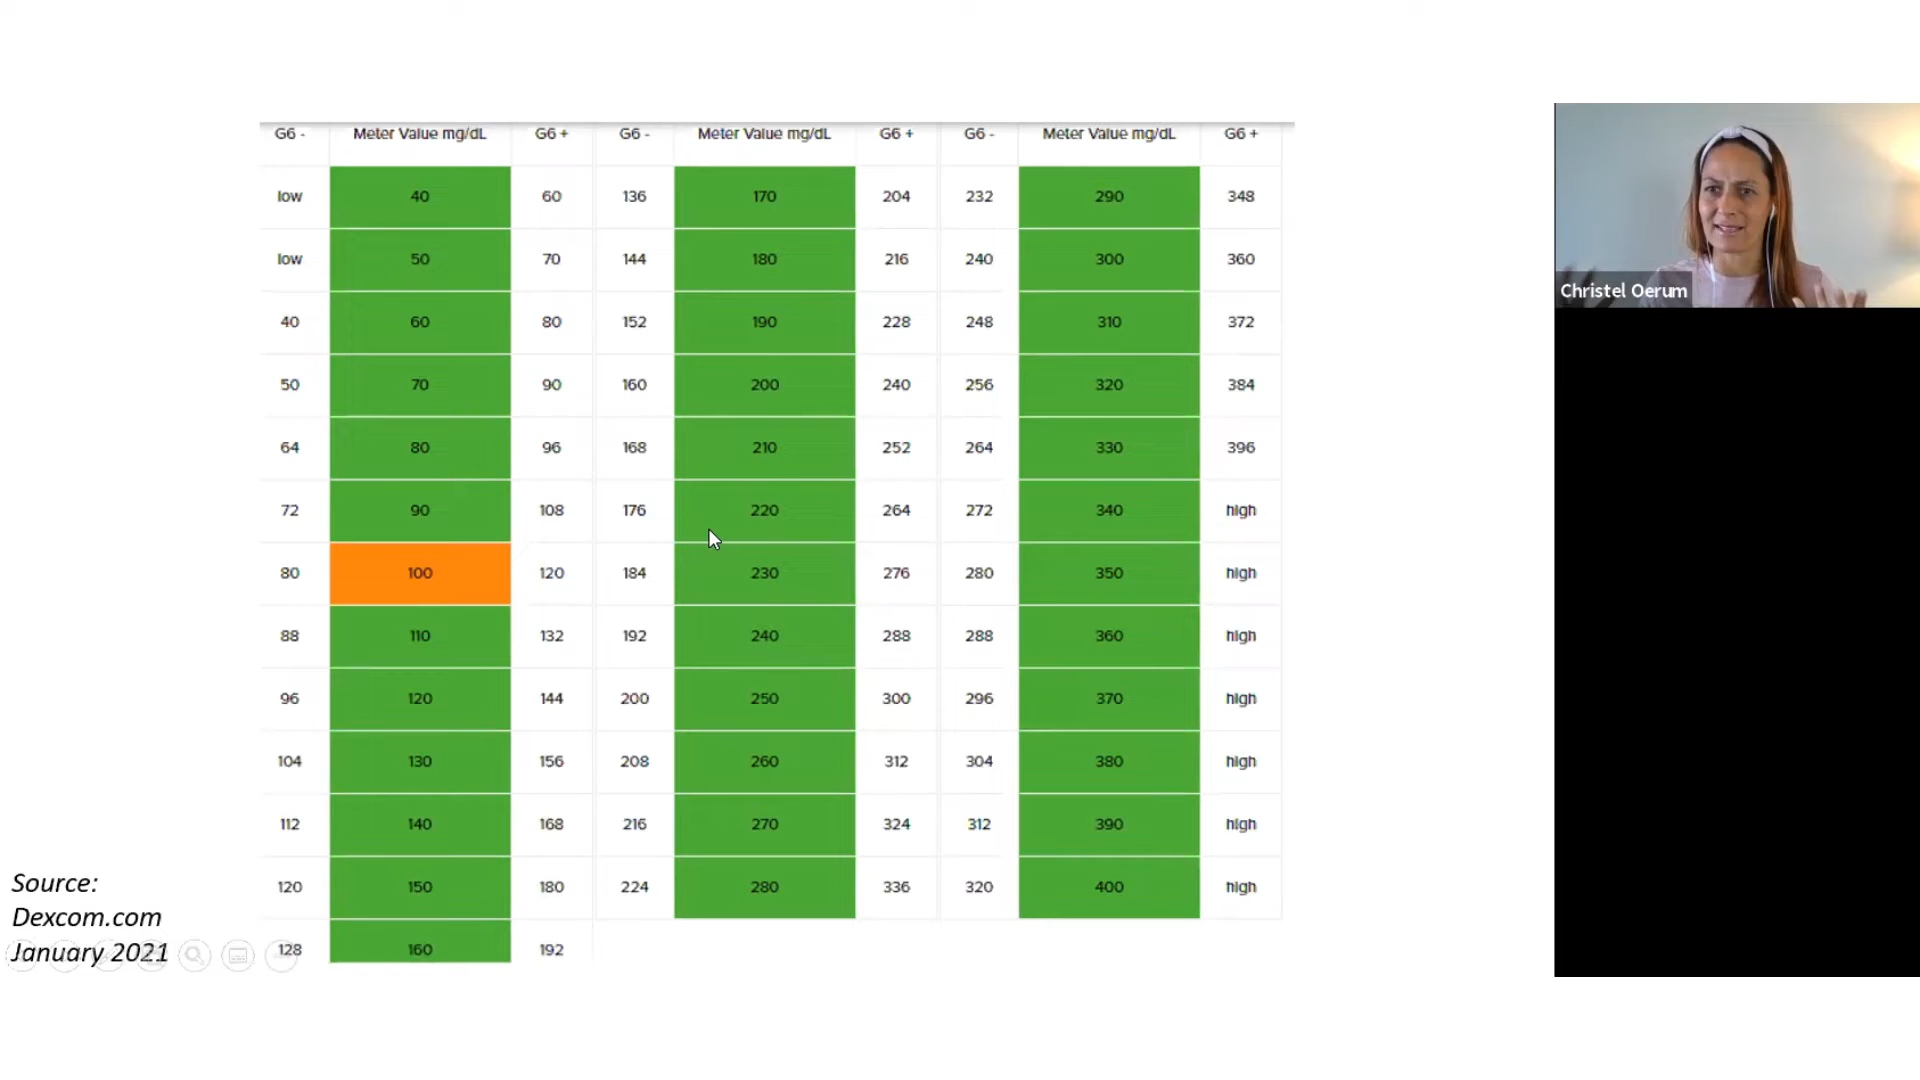 G6 - Meter Value mg/dL G6 + G6 - Meter Value mg/dL G6 + G6 - Meter Value mg/dL G6 +
low 40 60 136 170 204 232 290 348
low 50 70 144 180 216 240 300 360
40 60 80 152 190 228 248 310 372
50 70 90 160 200 240 256 320 384
64 80 96 168 210 252 264 330 396
72 90 108 176 220 264 272 340 high
80 100 120 184 230 276 280 350 high
88 110 132 192 240 288 288 360 high
96 120 144 200 250 300 296 370 high
104 130 156 208 260 312 304 380 high
112 140 168 216 270 324 312 390 high
120 150 180 224 280 336 320 400 high
128 160 192
Source:
Dexcom.com
January 2021
Christel Oerum